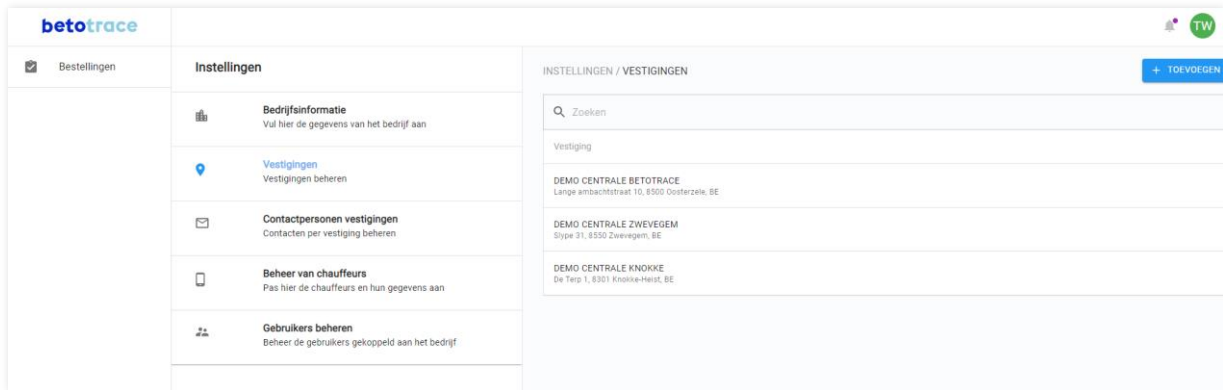 betotrace
TW
Bestellingen
Instellingen
Bedrijfsinformatie
Vul hier de gegevens van het bedrijf aan
Vestigingen
Vestigingen beheren
Contactpersonen vestigingen
Contacten per vestiging beheren
Beheer van chauffeurs
Pas hier de chauffeurs en hun gegevens aan
Gebruikers beheren
Beheer de gebruikers gekoppeld aan het bedrijf
INSTELLINGEN / VESTIGINGEN
+ TOEVOEGEN
Zoeken
Vestiging
DEMO CENTRALE BETOTRACE
Lange ambachtstraat 10, 8500 Oosterzele, BE
DEMO CENTRALE ZWEVEGEM
Slype 31, 8550 Zwevegem, BE
DEMO CENTRALE KNOKKE
De Terp 1, 8301 Knokke-Heist, BE